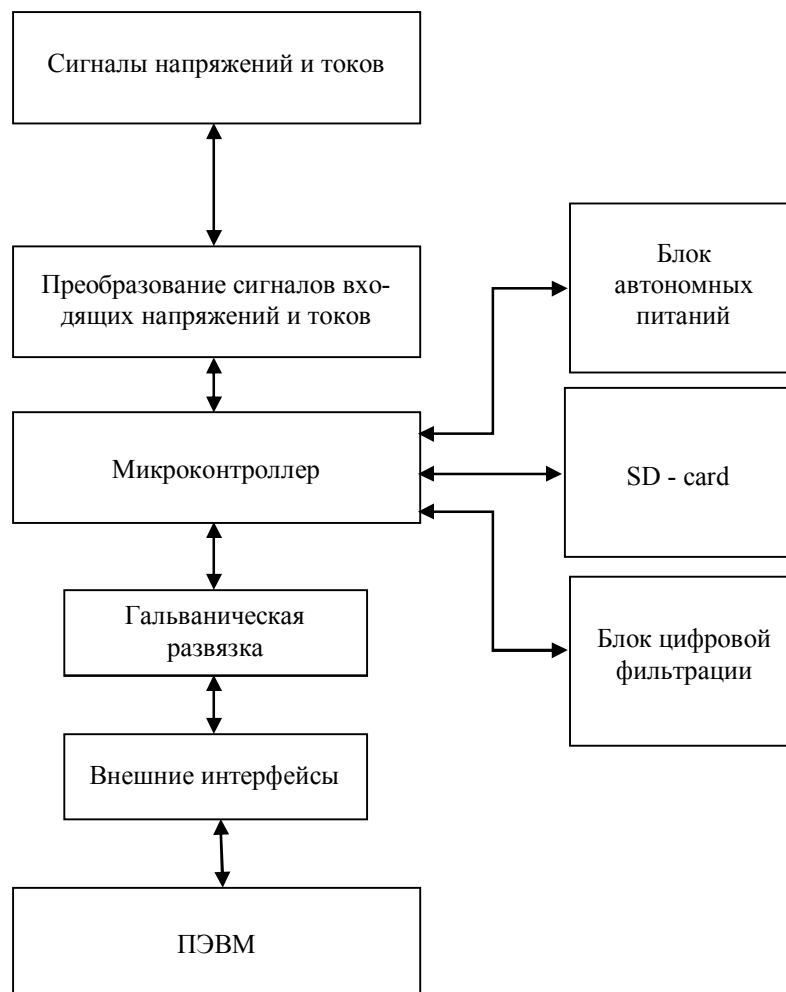 Сигналы напряжений и токов
Преобразование сигналов вхо-
дящих напряжений и токов
Блок
автономных
питаний
Микроконтроллер
SD - card
Гальваническая
развязка
Блок цифровой
фильтрации
Внешние интерфейсы
ПЭВМ